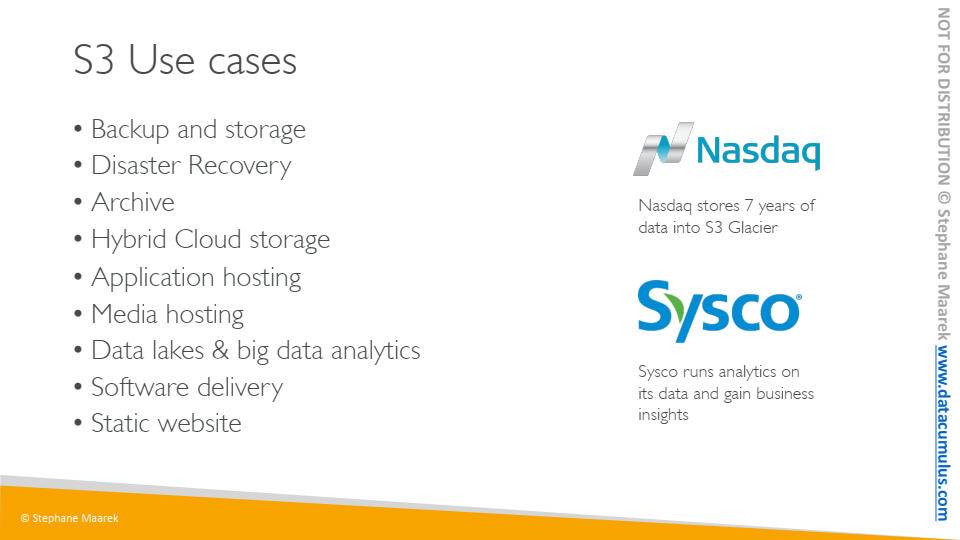 S3 Use cases
• Backup and storage
• Disaster Recovery
• Archive
• Hybrid Cloud storage
• Application hosting
• Media hosting
• Data lakes & big data analytics
• Software delivery
• Static website
Nasdaq
Nasdaq stores 7 years of
data into S3 Glacier
Sysco®
Sysco runs analytics on
its data and gain business
insights
© Stephane Maarek
NOT FOR DISTRIBUTION © Stephane Maarek www.datacumulus.com